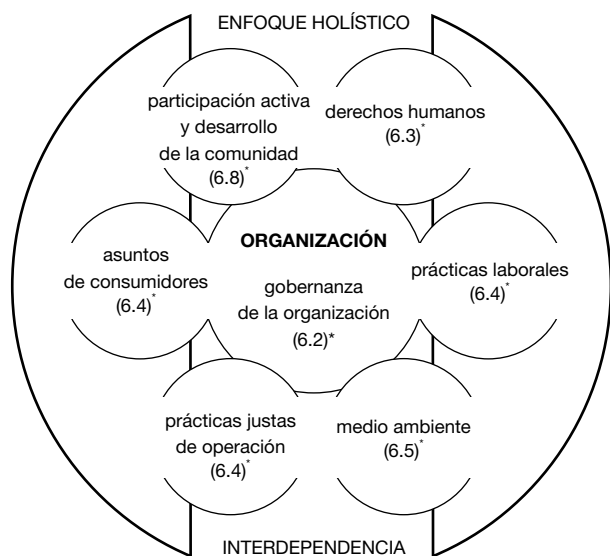 ENFOQUE HOLÍSTICO
participación activa
y desarrollo
de la comunidad
(6.8)*
derechos humanos
(6.3)*
asuntos
de consumidores
(6.4)*
ORGANIZACIÓN
gobernanza
de la organización
(6.2)*
prácticas laborales
(6.4)*
prácticas justas
de operación
(6.4)*
medio ambiente
(6.5)*
INTERDEPENDENCIA